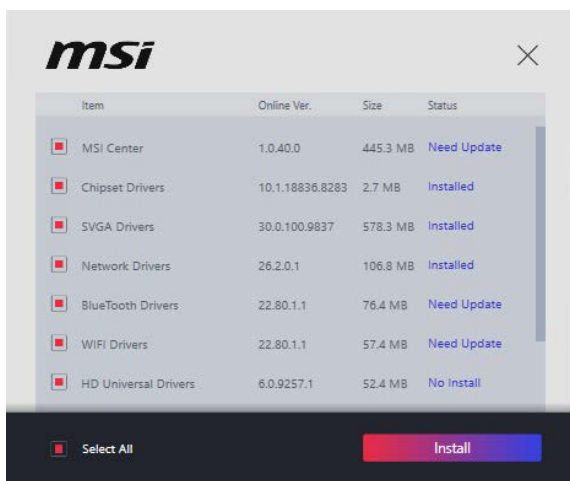 msi
Item Online Ver. Size Status
MSI Center 1.0.40.0 445.3 MB Need Update
Chipset Drivers 10.1.18836.8283 2.7 MB Installed
SVGA Drivers 30.0.100.9837 578.3 MB Installed
Network Drivers 26.2.0.1 106.8 MB Installed
BlueTooth Drivers 22.80.1.1 76.4 MB Need Update
WIFI Drivers 22.80.1.1 57.4 MB Need Update
HD Universal Drivers 6.0.9257.1 52.4 MB No Install
Select All Install